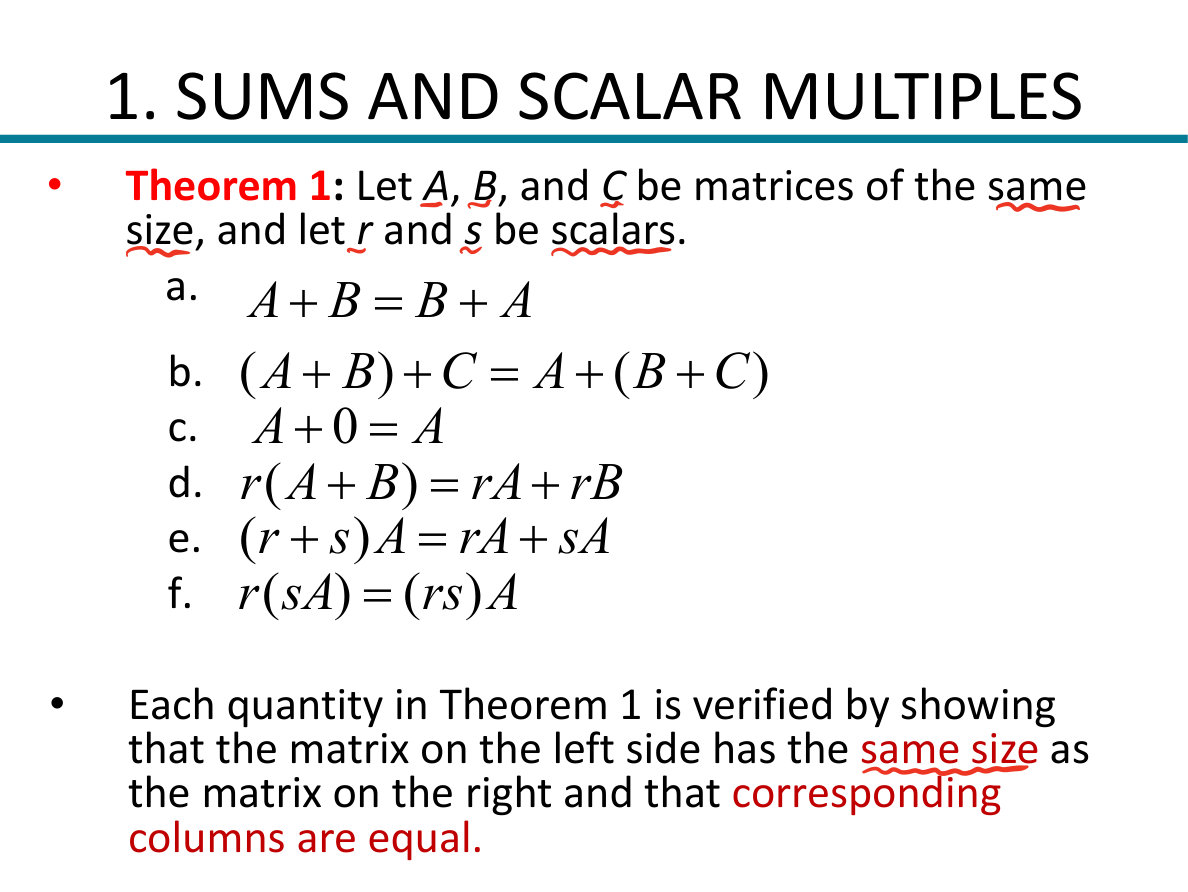 1. SUMS AND SCALAR MULTIPLES
• Theorem 1: Let A, B, and C be matrices of the same
size, and let r and s be scalars.
a. A + B = B + A
b. (A + B) + C = A + (B + C)
c. A + 0 = A
d. r(A + B) = rA + rB
e. (r + s)A = rA + sA
f. r(sA) = (rs)A
• Each quantity in Theorem 1 is verified by showing
that the matrix on the left side has the same size as
the matrix on the right and that corresponding
columns are equal.